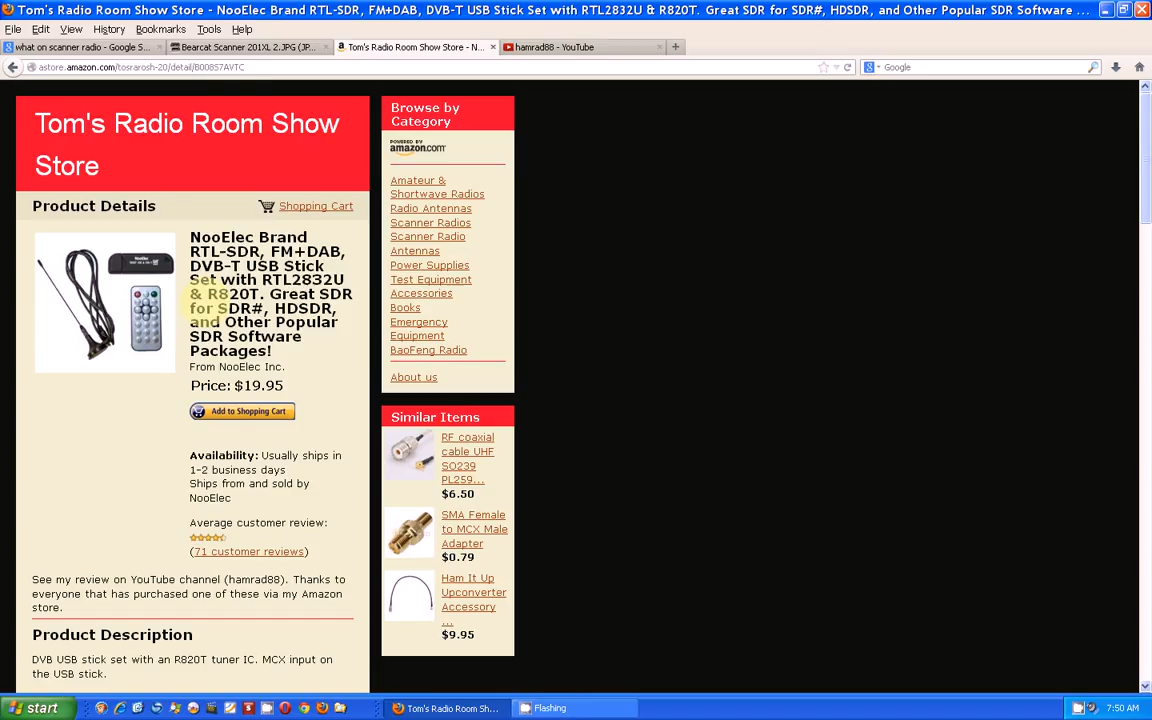 Tom's Radio Room Show Store - NooElec Brand RTL-SDR, FM+DAB, DVB-T USB Stick Set with RTL2832U & R820T. Great SDR for SDR#, HDSDR, and Other Popular SDR Software ...
File Edit View History Bookmarks Tools Help
what on scanner radio - Google S...
Bearcat Scanner 201XL 2.JPG (JP...
Tom's Radio Room Show Store - N...
hamrad88 - YouTube
astore.amazon.com/tosrarosh-20/detail/B008S7AVTC
Google
Tom's Radio Room Show
Store
Product Details
Shopping Cart
NooElec Brand
RTL-SDR, FM+DAB,
DVB-T USB Stick
Set with RTL2832U
& R820T. Great SDR
for SDR#, HDSDR,
and Other Popular
SDR Software
Packages!
From NooElec Inc.
Price: $19.95
Add to Shopping Cart
Availability: Usually ships in
1-2 business days
Ships from and sold by
NooElec
Average customer review:
(71 customer reviews)
See my review on YouTube channel (hamrad88). Thanks to
everyone that has purchased one of these via my Amazon
store.
Product Description
DVB USB stick set with an R820T tuner IC. MCX input on
the USB stick.
Browse by
Category
POWERED BY
amazon.com
Amateur &
Shortwave Radios
Radio Antennas
Scanner Radios
Scanner Radio
Antennas
Power Supplies
Test Equipment
Accessories
Books
Emergency
Equipment
BaoFeng Radio
About us
Similar Items
RF coaxial
cable UHF
SO239
PL259...
$6.50
SMA Female
to MCX Male
Adapter
$0.79
Ham It Up
Upconverter
Accessory
...
$9.95
start
Tom's Radio Room Sh...
Flashing
7:50 AM